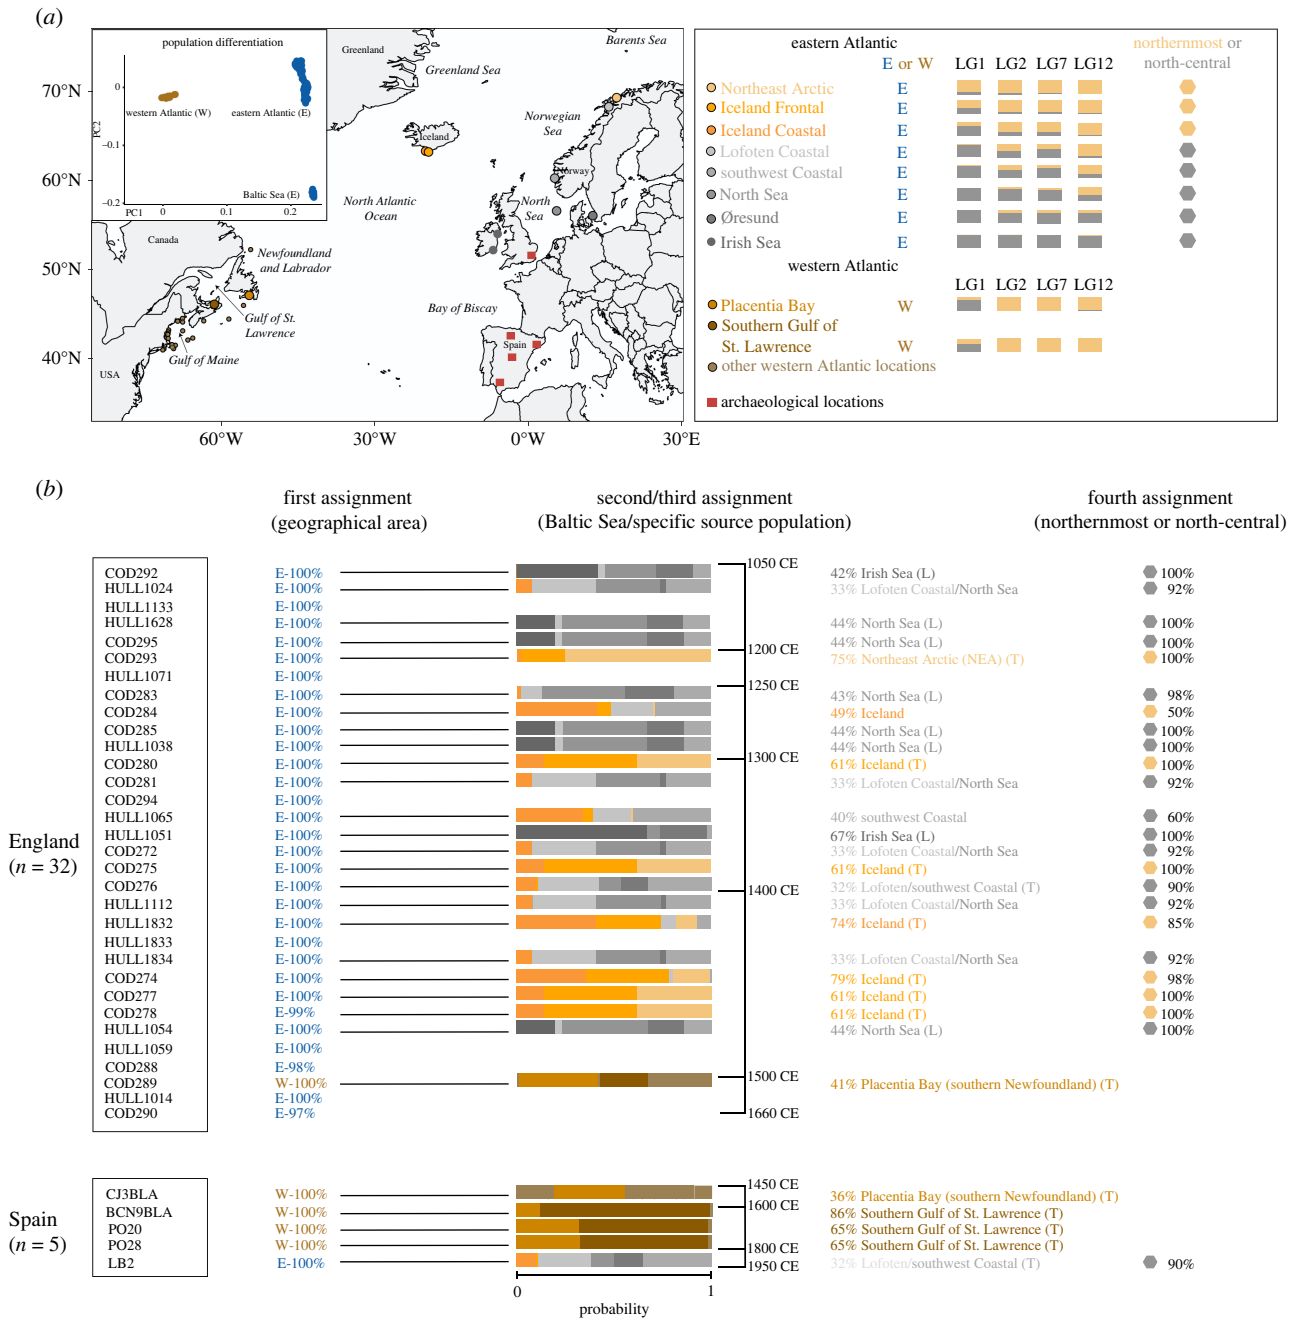 (a)
population differentiation
0
−0.1
−0.2
PC2
western Atlantic (W)
eastern Atlantic (E)
Baltic Sea (E)
PC1
0
0.1
0.2
70°N
60°N
50°N
40°N
60°W
30°W
0°W
30°E
Greenland
Greenland Sea
Barents Sea
Norwegian
Sea
Iceland
Norway
North
Sea
North Atlantic
Ocean
Canada
Newfoundland
and Labrador
Gulf of St.
Lawrence
Gulf of Maine
USA
Bay of Biscay
Spain
eastern Atlantic
northernmost or
north-central
E or W LG1 LG2 LG7 LG12
Northeast Arctic E
Iceland Frontal E
Iceland Coastal E
Lofoten Coastal E
southwest Coastal E
North Sea E
Øresund E
Irish Sea E
western Atlantic
LG1 LG2 LG7 LG12
Placentia Bay W
Southern Gulf of
St. Lawrence W
other western Atlantic locations
archaeological locations
(b)
first assignment
(geographical area)
second/third assignment
(Baltic Sea/specific source population)
fourth assignment
(northernmost or north-central)
1050 CE
COD292 E-100% 42% Irish Sea (L) 100%
HULL1024 E-100% 33% Lofoten Coastal/North Sea 92%
HULL1133 E-100%
HULL1628 E-100% 44% North Sea (L) 100%
COD295 E-100% 44% North Sea (L) 100%
1200 CE
COD293 E-100% 75% Northeast Arctic (NEA) (T) 100%
HULL1071 E-100%
1250 CE
COD283 E-100% 43% North Sea (L) 98%
COD284 E-100% 49% Iceland 50%
COD285 E-100% 44% North Sea (L) 100%
HULL1038 E-100% 44% North Sea (L) 100%
1300 CE
COD280 E-100% 61% Iceland (T) 100%
COD281 E-100% 33% Lofoten Coastal/North Sea 92%
COD294 E-100%
HULL1065 E-100% 40% southwest Coastal 60%
HULL1051 E-100% 67% Irish Sea (L) 100%
COD272 E-100% 33% Lofoten Coastal/North Sea 92%
COD275 E-100% 61% Iceland (T) 100%
COD276 E-100% 32% Lofoten/southwest Coastal (T) 90%
1400 CE
HULL1112 E-100% 33% Lofoten Coastal/North Sea 92%
HULL1832 E-100% 74% Iceland (T) 85%
HULL1833 E-100%
HULL1834 E-100% 33% Lofoten Coastal/North Sea 92%
COD274 E-100% 79% Iceland (T) 98%
COD277 E-100% 61% Iceland (T) 100%
COD278 E-99% 61% Iceland (T) 100%
HULL1054 E-100% 44% North Sea (L) 100%
HULL1059 E-100%
COD288 E-98%
1500 CE
COD289 W-100% 41% Placentia Bay (southern Newfoundland) (T)
HULL1014 E-100%
COD290 E-97%
1660 CE
England
(n = 32)
1450 CE
CJ3BLA W-100% 36% Placentia Bay (southern Newfoundland) (T)
1600 CE
BCN9BLA W-100% 86% Southern Gulf of St. Lawrence (T)
PO20 W-100% 65% Southern Gulf of St. Lawrence (T)
PO28 W-100% 65% Southern Gulf of St. Lawrence (T)
1800 CE
LB2 E-100% 32% Lofoten/southwest Coastal (T) 90%
1950 CE
Spain
(n = 5)
0
1
probability